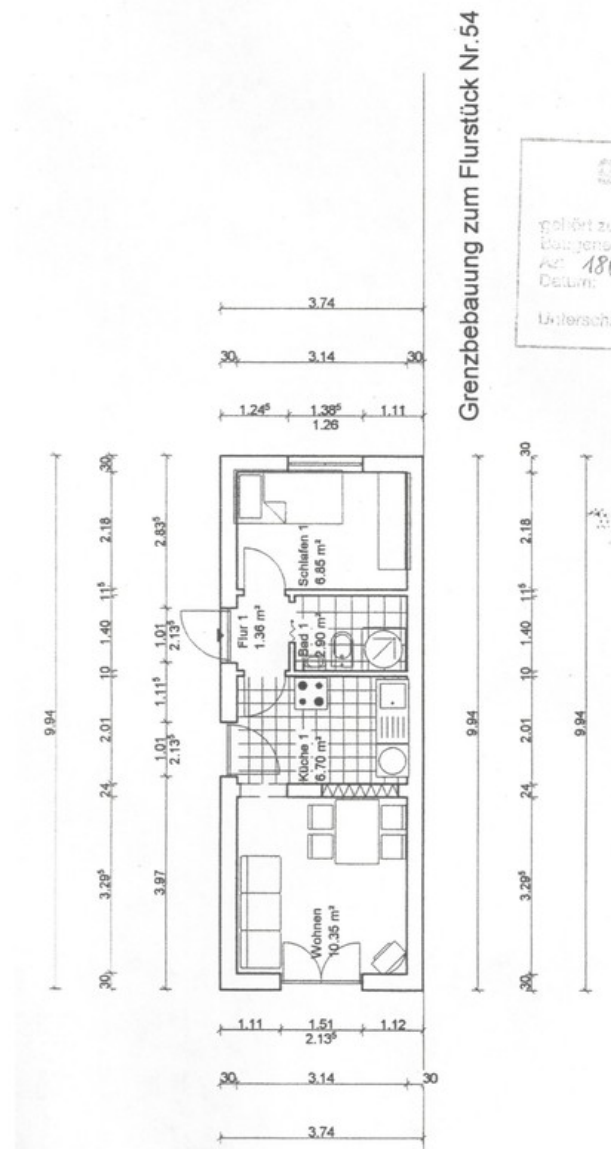 Grenzbebauung zum Flurstück Nr.54
gehört zu
Az: 180
Datum:
3.74
30 3.14 30
1.24⁵ 1.38⁵ 1.11
1.26
9.94
30 2.18 11⁵ 1.40 10 2.01 24 3.29⁵ 30
2.83⁵ 1.01 1.11⁵ 1.01 3.97
2.13⁵ 2.13⁵
Schlafen 1
6.85 m²
Flur 1
1.36 m²
Bad 1
2.90 m²
Küche 1
6.70 m²
Wohnen
10.35 m²
9.94
30 2.18 11⁵ 1.40 10 2.01 24 3.29⁵ 30
9.94
1.11 1.51 1.12
2.13⁵
30 3.14 30
3.74